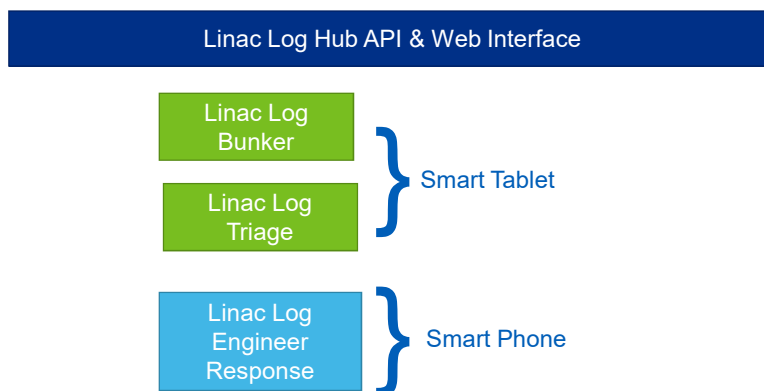 Linac Log Hub API & Web Interface
Linac Log
Bunker
Smart Tablet
Linac Log
Triage
Linac Log
Engineer
Response
Smart Phone